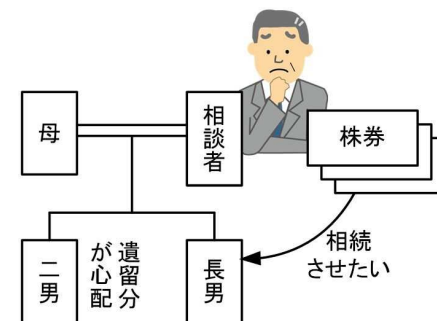 母
相談者
株券
相続
させたい
二男
遺留分
が心配
長男